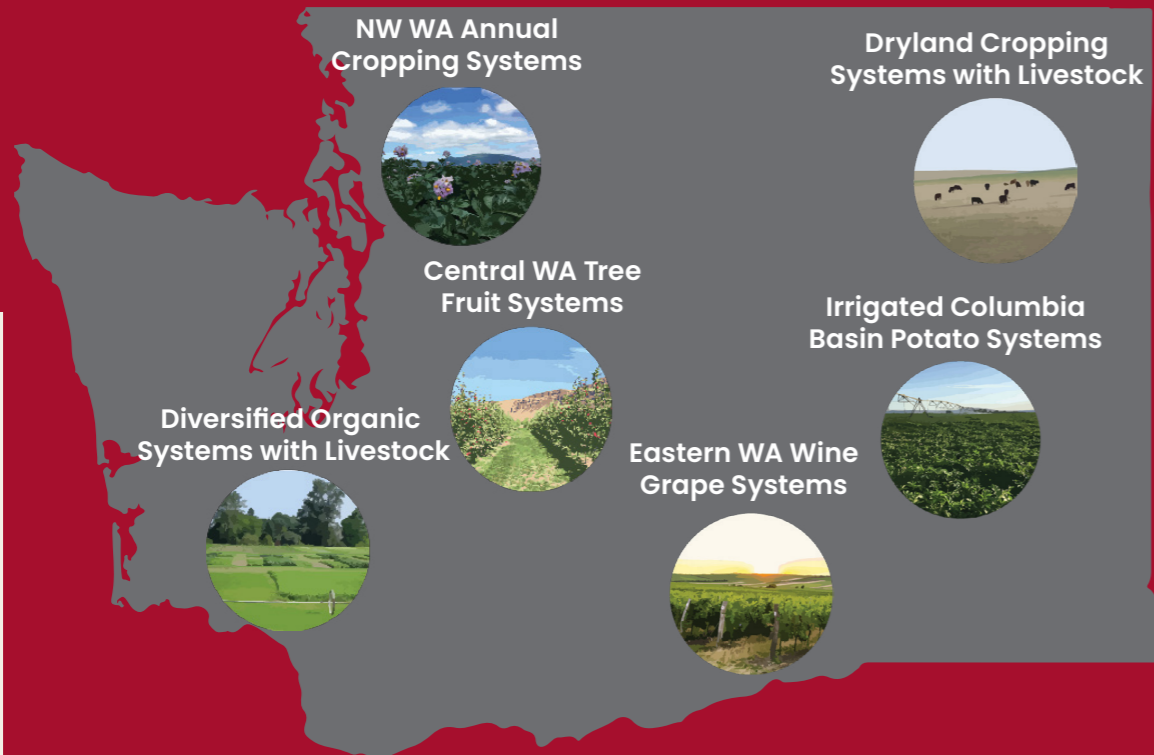 NW WA Annual
Cropping Systems
Dryland Cropping
Systems with Livestock
Central WA Tree
Fruit Systems
Irrigated Columbia
Basin Potato Systems
Diversified Organic
Systems with Livestock
Eastern WA Wine
Grape Systems